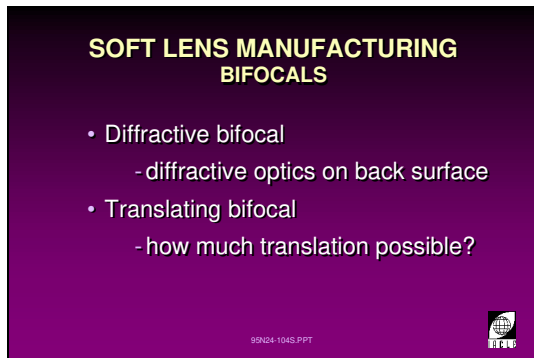 SOFT LENS MANUFACTURING
BIFOCALS
• Diffractive bifocal
- diffractive optics on back surface
• Translating bifocal
- how much translation possible?
95N24-104S.PPT
IACLE